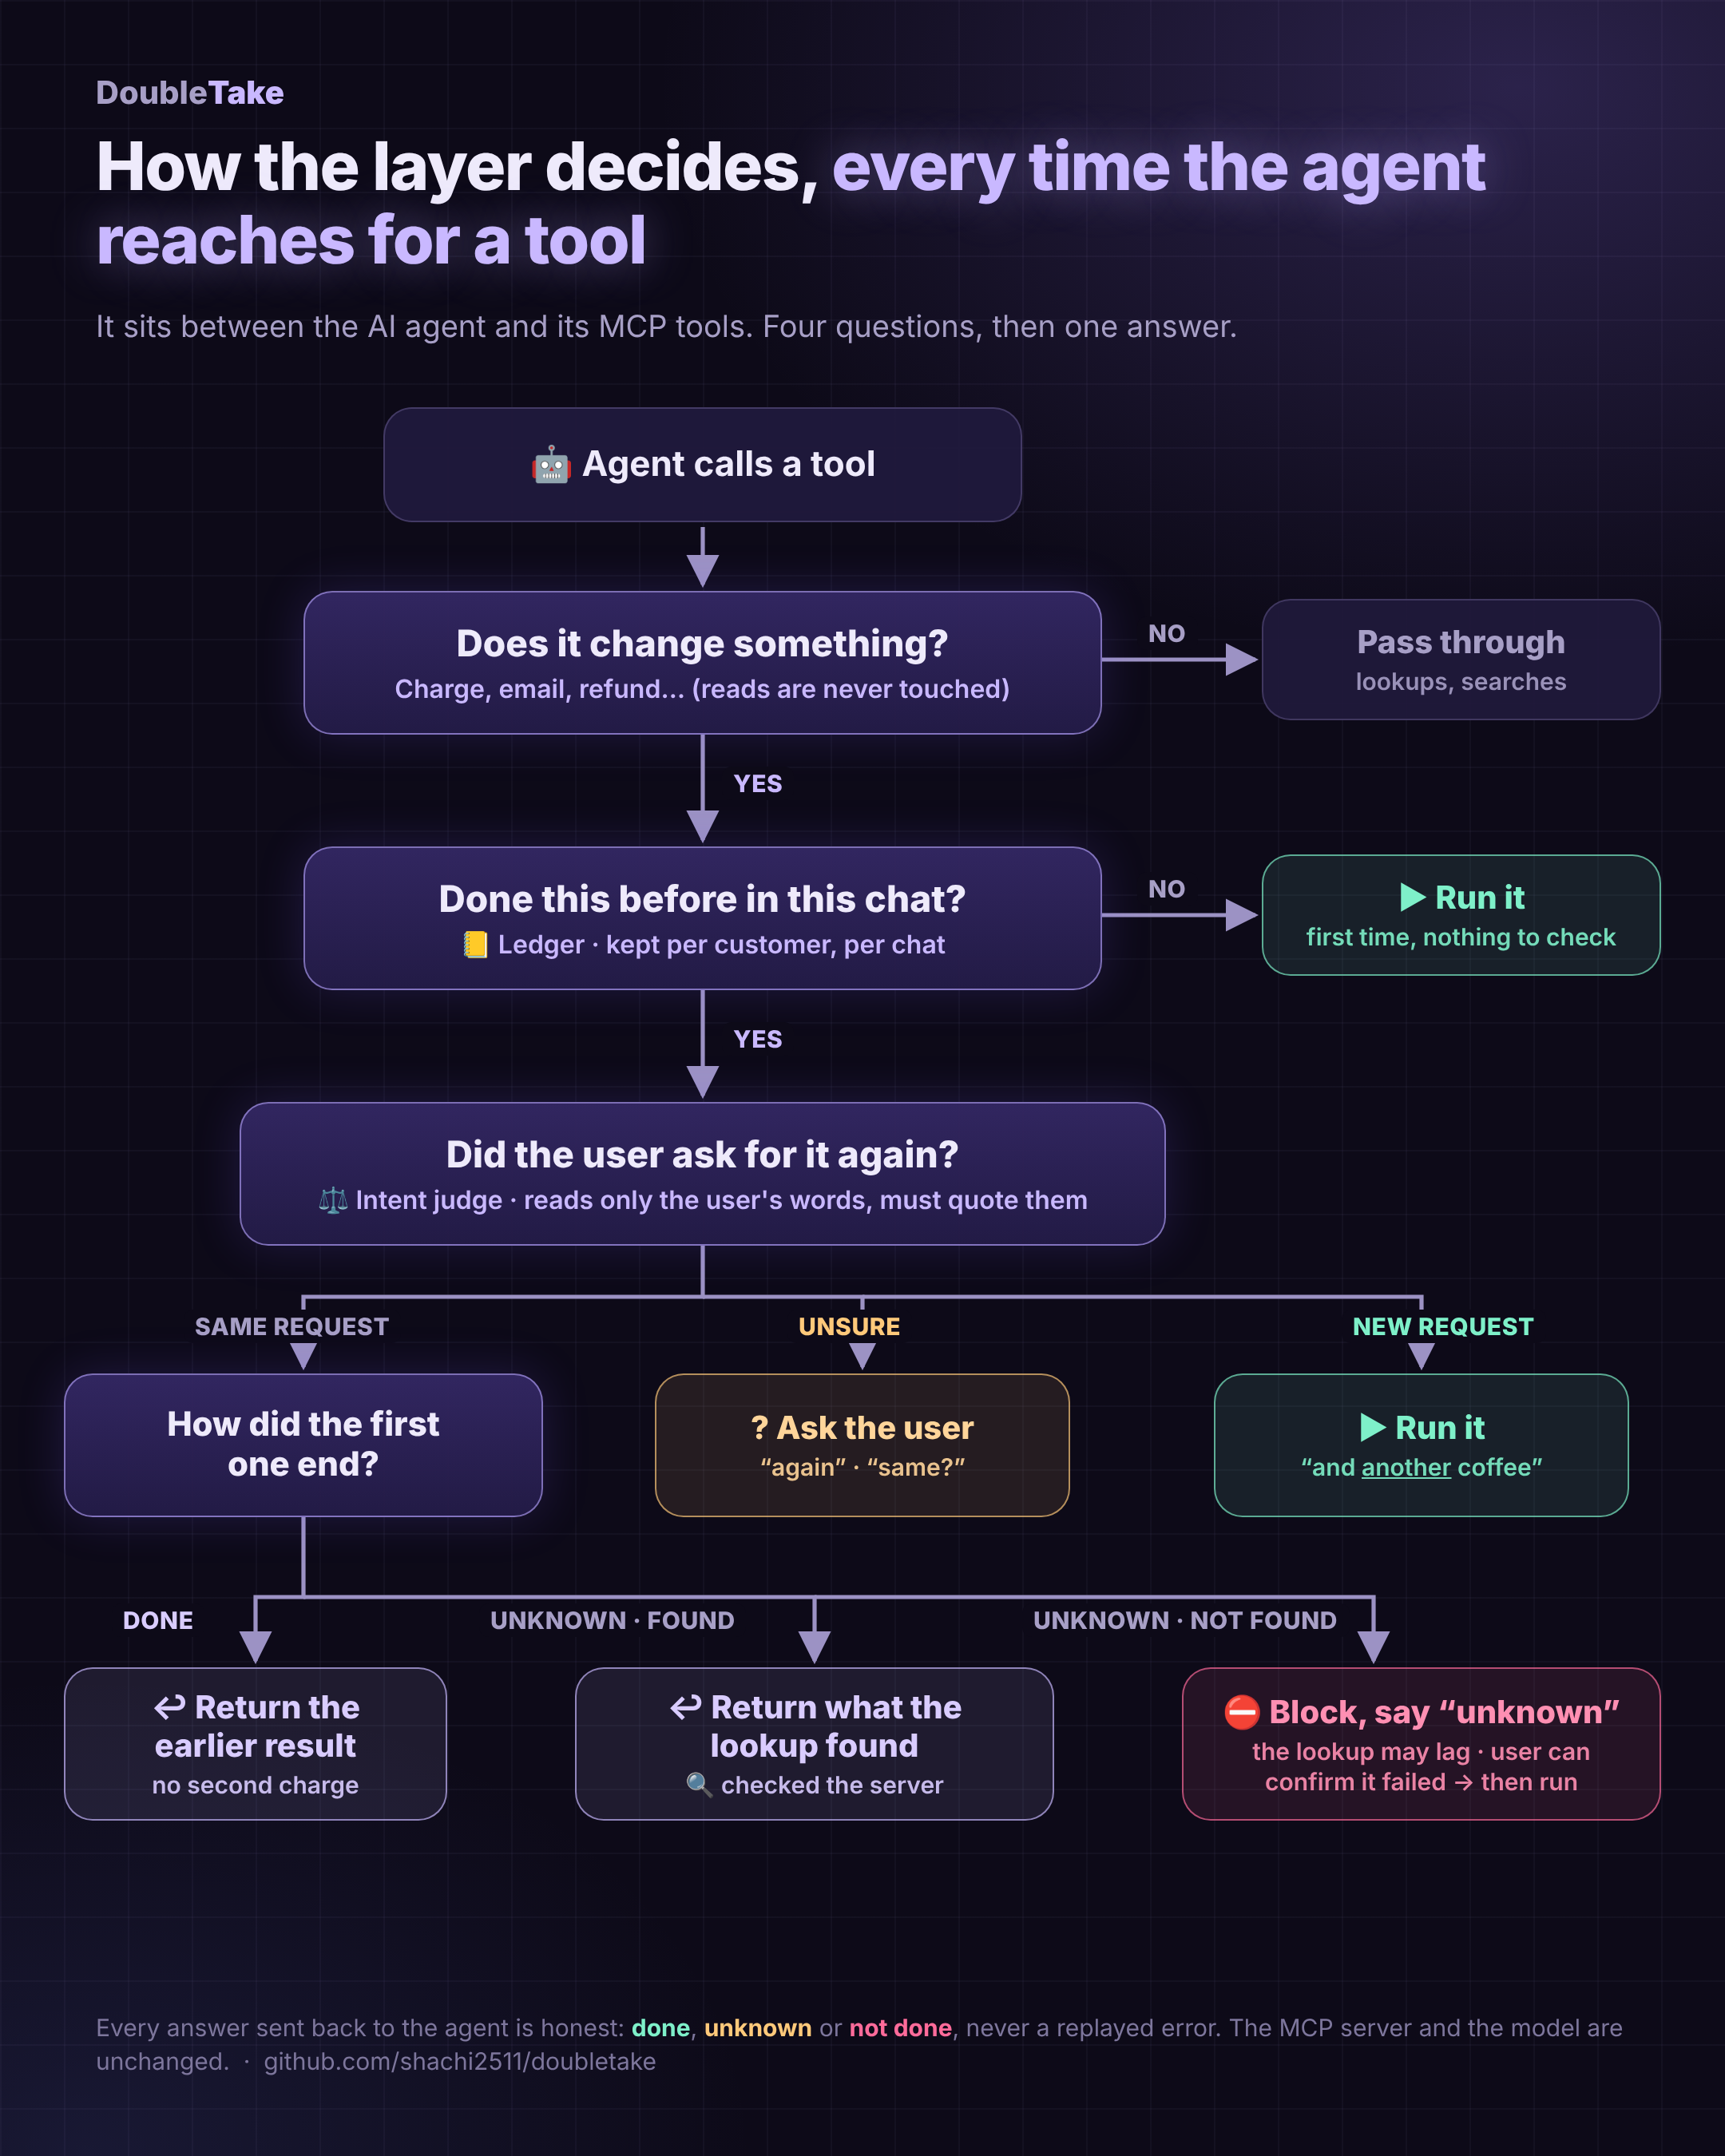 DoubleTake
How the layer decides, every time the agent
reaches for a tool
It sits between the AI agent and its MCP tools. Four questions, then one answer.
🤖 Agent calls a tool
Does it change something?
Charge, email, refund... (reads are never touched)
NO
Pass through
lookups, searches
YES
Done this before in this chat?
📒 Ledger · kept per customer, per chat
NO
▶ Run it
first time, nothing to check
YES
Did the user ask for it again?
⚖️ Intent judge · reads only the user's words, must quote them
SAME REQUEST
UNSURE
NEW REQUEST
How did the first
one end?
? Ask the user
“again” · “same?”
▶ Run it
“and another coffee”
DONE
UNKNOWN · FOUND
UNKNOWN · NOT FOUND
↩ Return the
earlier result
no second charge
↩ Return what the
lookup found
🔍 checked the server
⛔ Block, say “unknown”
the lookup may lag · user can
confirm it failed → then run
Every answer sent back to the agent is honest: done, unknown or not done, never a replayed error. The MCP server and the model are
unchanged. · github.com/shachi2511/doubletake